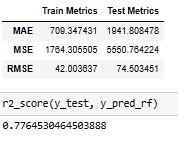 Train Metrics Test Metrics
MAE 709.347431 1941.808478
MSE 1764.305505 5550.764224
RMSE 42.003637 74.503451
r2_score(y_test, y_pred_rf)
0.7764530464503888